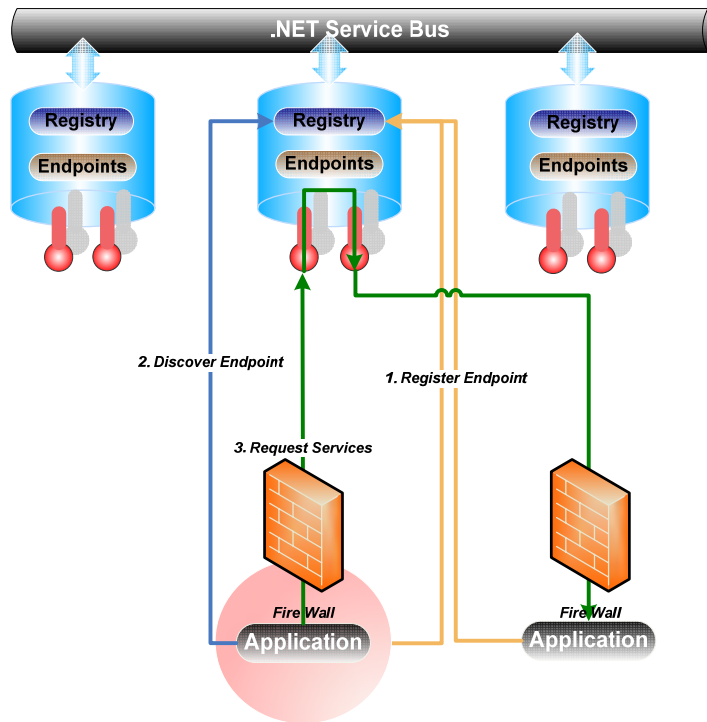 .NET Service Bus
Registry
Endpoints
Registry
Endpoints
Registry
Endpoints
2. Discover Endpoint
1. Register Endpoint
3. Request Services
Fire Wall
Application
Fire Wall
Application